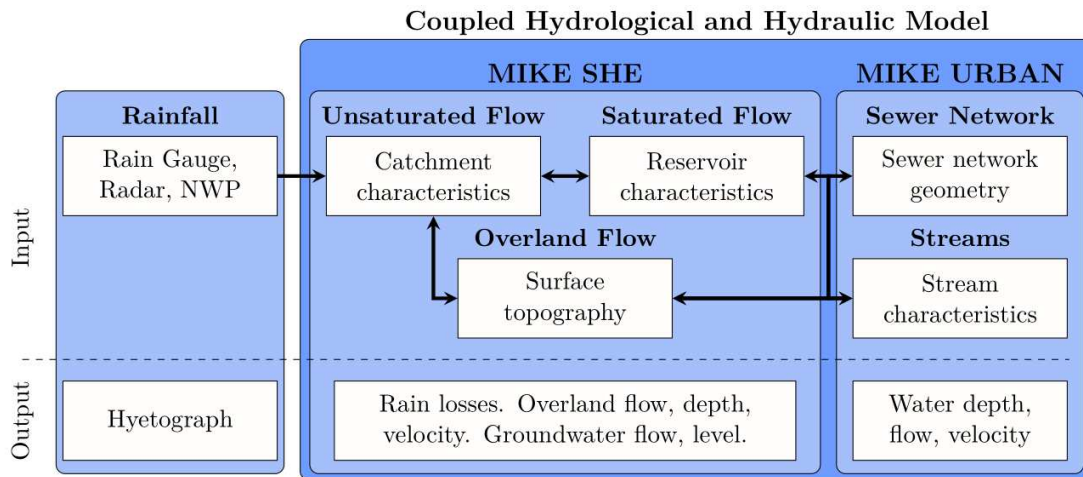 Coupled Hydrological and Hydraulic Model
MIKE SHE
MIKE URBAN
Rainfall
Unsaturated Flow
Saturated Flow
Sewer Network
Rain Gauge,
Radar, NWP
Catchment
characteristics
Reservoir
characteristics
Sewer network
geometry
Input
Overland Flow
Streams
Surface
topography
Stream
characteristics
Output
Hyetograph
Rain losses. Overland flow, depth,
velocity. Groundwater flow, level.
Water depth,
flow, velocity